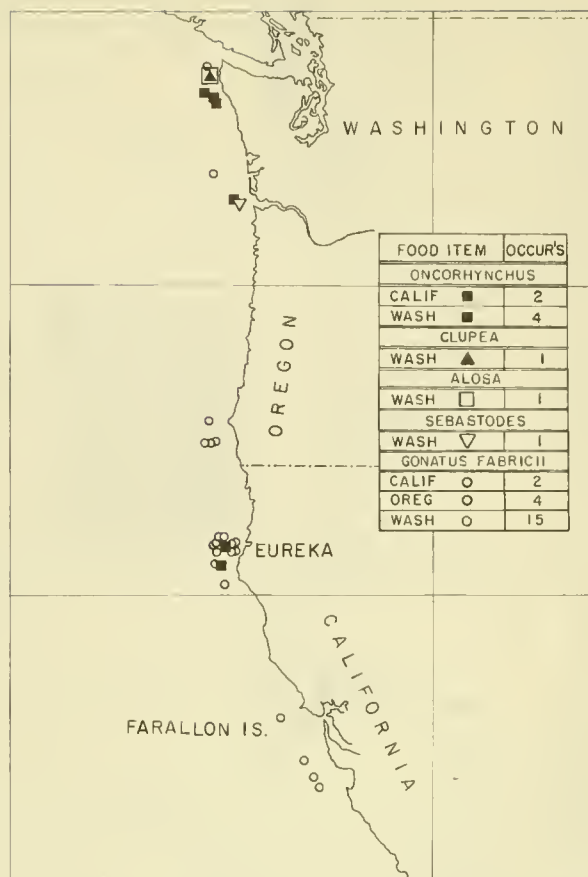 WASHINGTON
OREGON
EUREKA
CALIFORNIA
FARALLON IS.
FOOD ITEM OCCUR'S
ONCORHYNCHUS
CALIF 2
WASH 4
CLUPEA
WASH 1
ALOSA
WASH 1
SEBASTODES
WASH 1
GONATUS FABRICII
CALIF 2
OREG 4
WASH 15